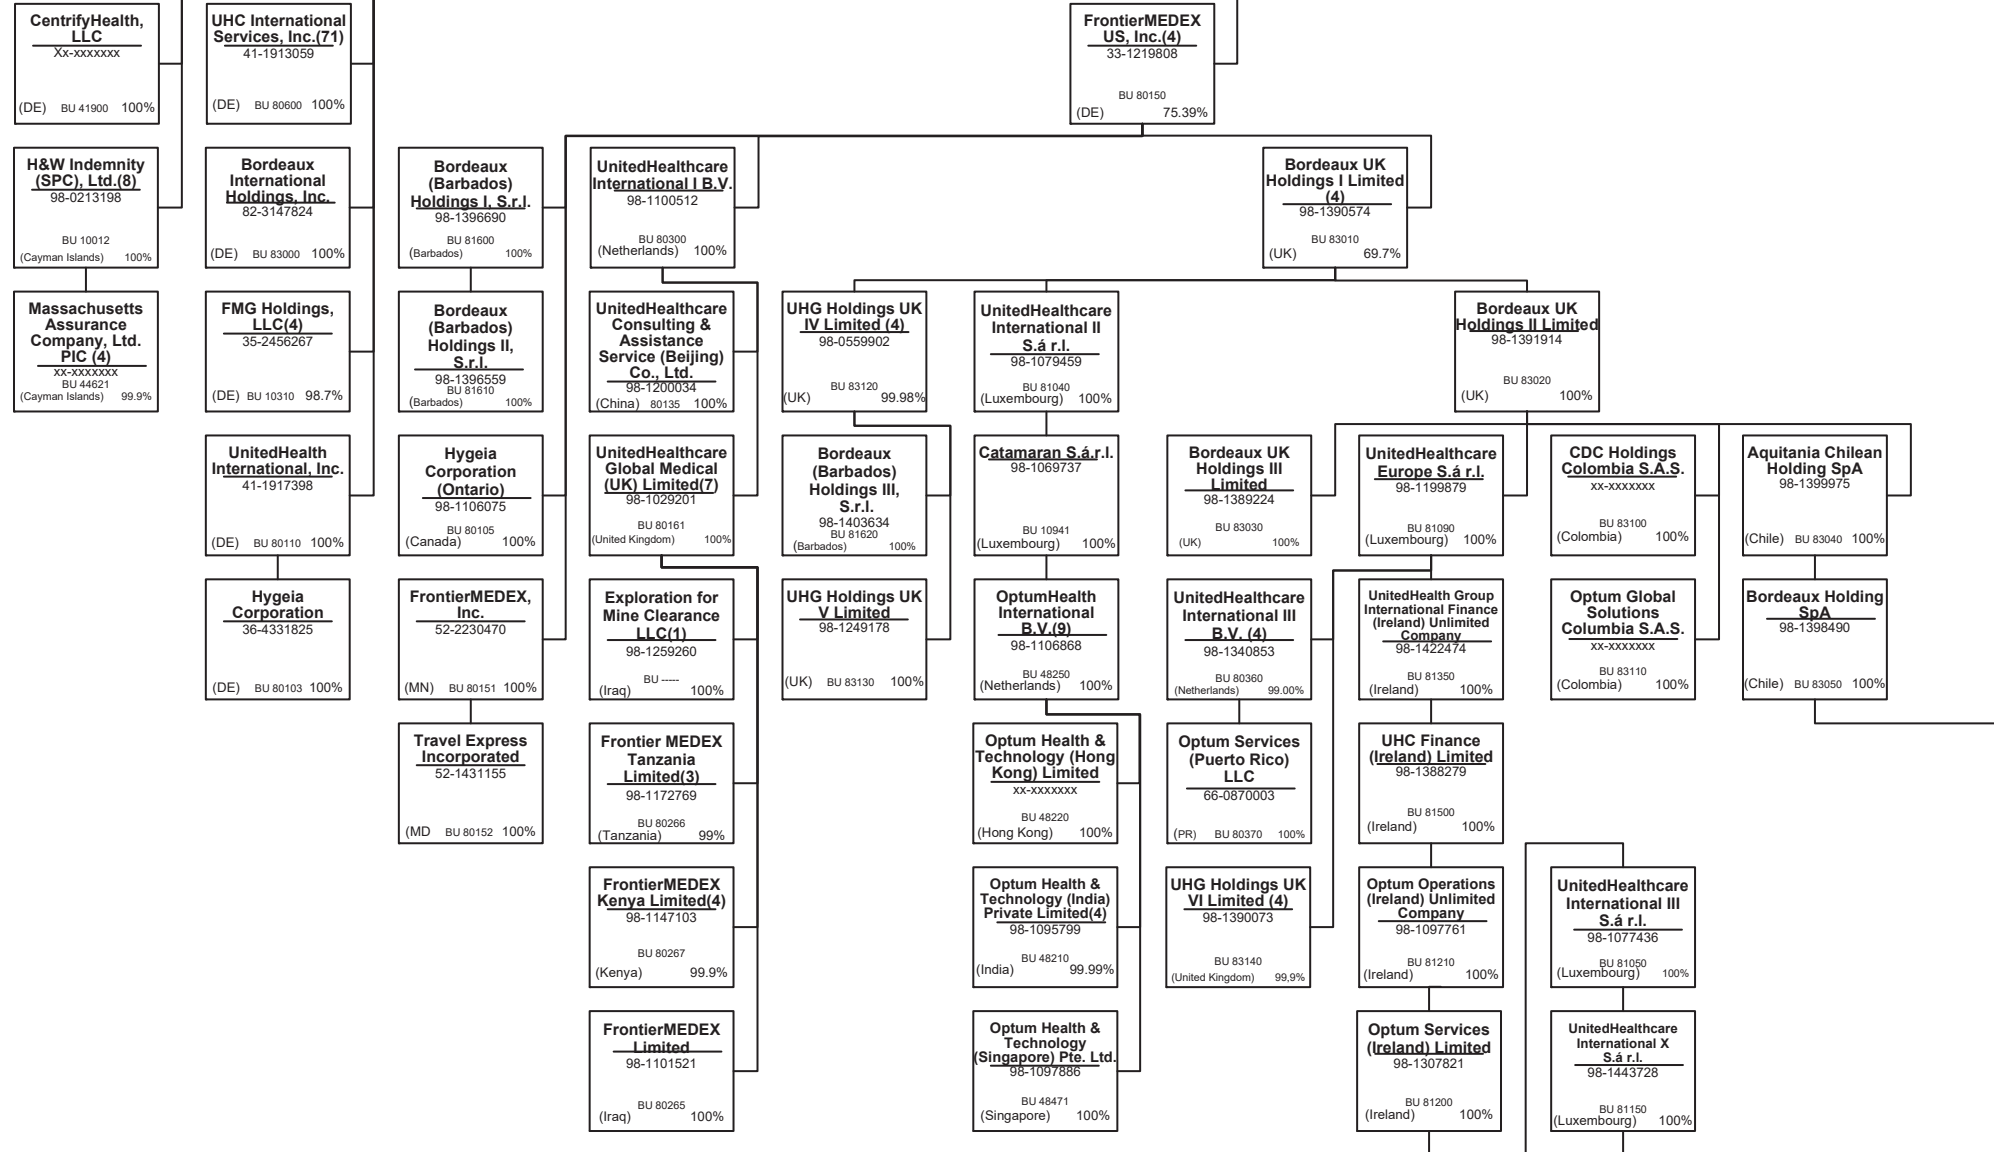 CentrifyHealth,
LLC
Xx-xxxxxxx
(DE) BU 41900 100%
UHC International
Services, Inc.(71)
41-1913059
(DE) BU 80600 100%
FrontierMEDEX
US, Inc.(4)
33-1219808
BU 80150
(DE) 75.39%
H&W Indemnity
(SPC), Ltd.(8)
98-0213198
BU 10012
(Cayman Islands) 100%
Bordeaux
International
Holdings, Inc.
82-3147824
(DE) BU 83000 100%
Bordeaux
(Barbados)
Holdings I, S.r.l.
98-1396690
BU 81600
(Barbados) 100%
UnitedHealthcare
International I B.V.
98-1100512
BU 80300
(Netherlands) 100%
Bordeaux UK
Holdings I Limited
(4)
98-1390574
BU 83010
(UK) 69.7%
Massachusetts
Assurance
Company, Ltd.
PIC (4)
xx-xxxxxxx
BU 44621
(Cayman Islands) 99.9%
FMG Holdings,
LLC(4)
35-2456267
(DE) BU 10310 98.7%
Bordeaux
(Barbados)
Holdings II,
S.r.l.
98-1396559
BU 81610
(Barbados) 100%
UnitedHealthcare
Consulting &
Assistance
Service (Beijing)
Co., Ltd.
98-1200034
(China) 80135 100%
UHG Holdings UK
IV Limited (4)
98-0559902
BU 83120
(UK) 99.98%
UnitedHealthcare
International II
S.á r.l.
98-1079459
BU 81040
(Luxembourg) 100%
Bordeaux UK
Holdings II Limited
98-1391914
BU 83020
(UK) 100%
UnitedHealth
International, Inc.
41-1917398
(DE) BU 80110 100%
Hygeia
Corporation
(Ontario)
98-1106075
BU 80105
(Canada) 100%
UnitedHealthcare
Global Medical
(UK) Limited(7)
98-1029201
BU 80161
(United Kingdom) 100%
Bordeaux
(Barbados)
Holdings III,
S.r.l.
98-1403634
BU 81620
(Barbados) 100%
Catamaran S.á.r.l.
98-1069737
BU 10941
(Luxembourg) 100%
Bordeaux UK
Holdings III
Limited
98-1389224
BU 83030
(UK) 100%
UnitedHealthcare
Europe S.á r.l.
98-1199879
BU 81090
(Luxembourg) 100%
CDC Holdings
Colombia S.A.S.
xx-xxxxxxx
BU 83100
(Colombia) 100%
Aquitania Chilean
Holding SpA
98-1399975
(Chile) BU 83040 100%
Hygeia
Corporation
36-4331825
(DE) BU 80103 100%
FrontierMEDEX,
Inc.
52-2230470
(MN) BU 80151 100%
Exploration for
Mine Clearance
LLC(1)
98-1259260
BU -----
(Iraq) 100%
UHG Holdings UK
V Limited
98-1249178
(UK) BU 83130 100%
OptumHealth
International
B.V.(9)
98-1106868
BU 48250
(Netherlands) 100%
UnitedHealthcare
International III
B.V. (4)
98-1340853
BU 80360
(Netherlands) 99.00%
UnitedHealth Group
International Finance
(Ireland) Unlimited
Company
98-1422474
BU 81350
(Ireland) 100%
Optum Global
Solutions
Columbia S.A.S.
xx-xxxxxxx
BU 83110
(Colombia) 100%
Bordeaux Holding
SpA
98-1398490
(Chile) BU 83050 100%
Travel Express
Incorporated
52-1431155
(MD BU 80152 100%
Frontier MEDEX
Tanzania
Limited(3)
98-1172769
BU 80266
(Tanzania) 99%
Optum Health &
Technology (Hong
Kong) Limited
xx-xxxxxxx
BU 48220
(Hong Kong) 100%
Optum Services
(Puerto Rico)
LLC
66-0870003
(PR) BU 80370 100%
UHC Finance
(Ireland) Limited
98-1388279
BU 81500
(Ireland) 100%
FrontierMEDEX
Kenya Limited(4)
98-1147103
BU 80267
(Kenya) 99.9%
Optum Health &
Technology (India)
Private Limited(4)
98-1095799
BU 48210
(India) 99.99%
UHG Holdings UK
VI Limited (4)
98-1390073
BU 83140
(United Kingdom) 99,9%
Optum Operations
(Ireland) Unlimited
Company
98-1097761
BU 81210
(Ireland) 100%
UnitedHealthcare
International III
S.á r.l.
98-1077436
BU 81050
(Luxembourg) 100%
FrontierMEDEX
Limited
98-1101521
BU 80265
(Iraq) 100%
Optum Health &
Technology
(Singapore) Pte. Ltd.
98-1097886
BU 48471
(Singapore) 100%
Optum Services
(Ireland) Limited
98-1307821
BU 81200
(Ireland) 100%
UnitedHealthcare
International X
S.á r.l.
98-1443728
BU 81150
(Luxembourg) 100%